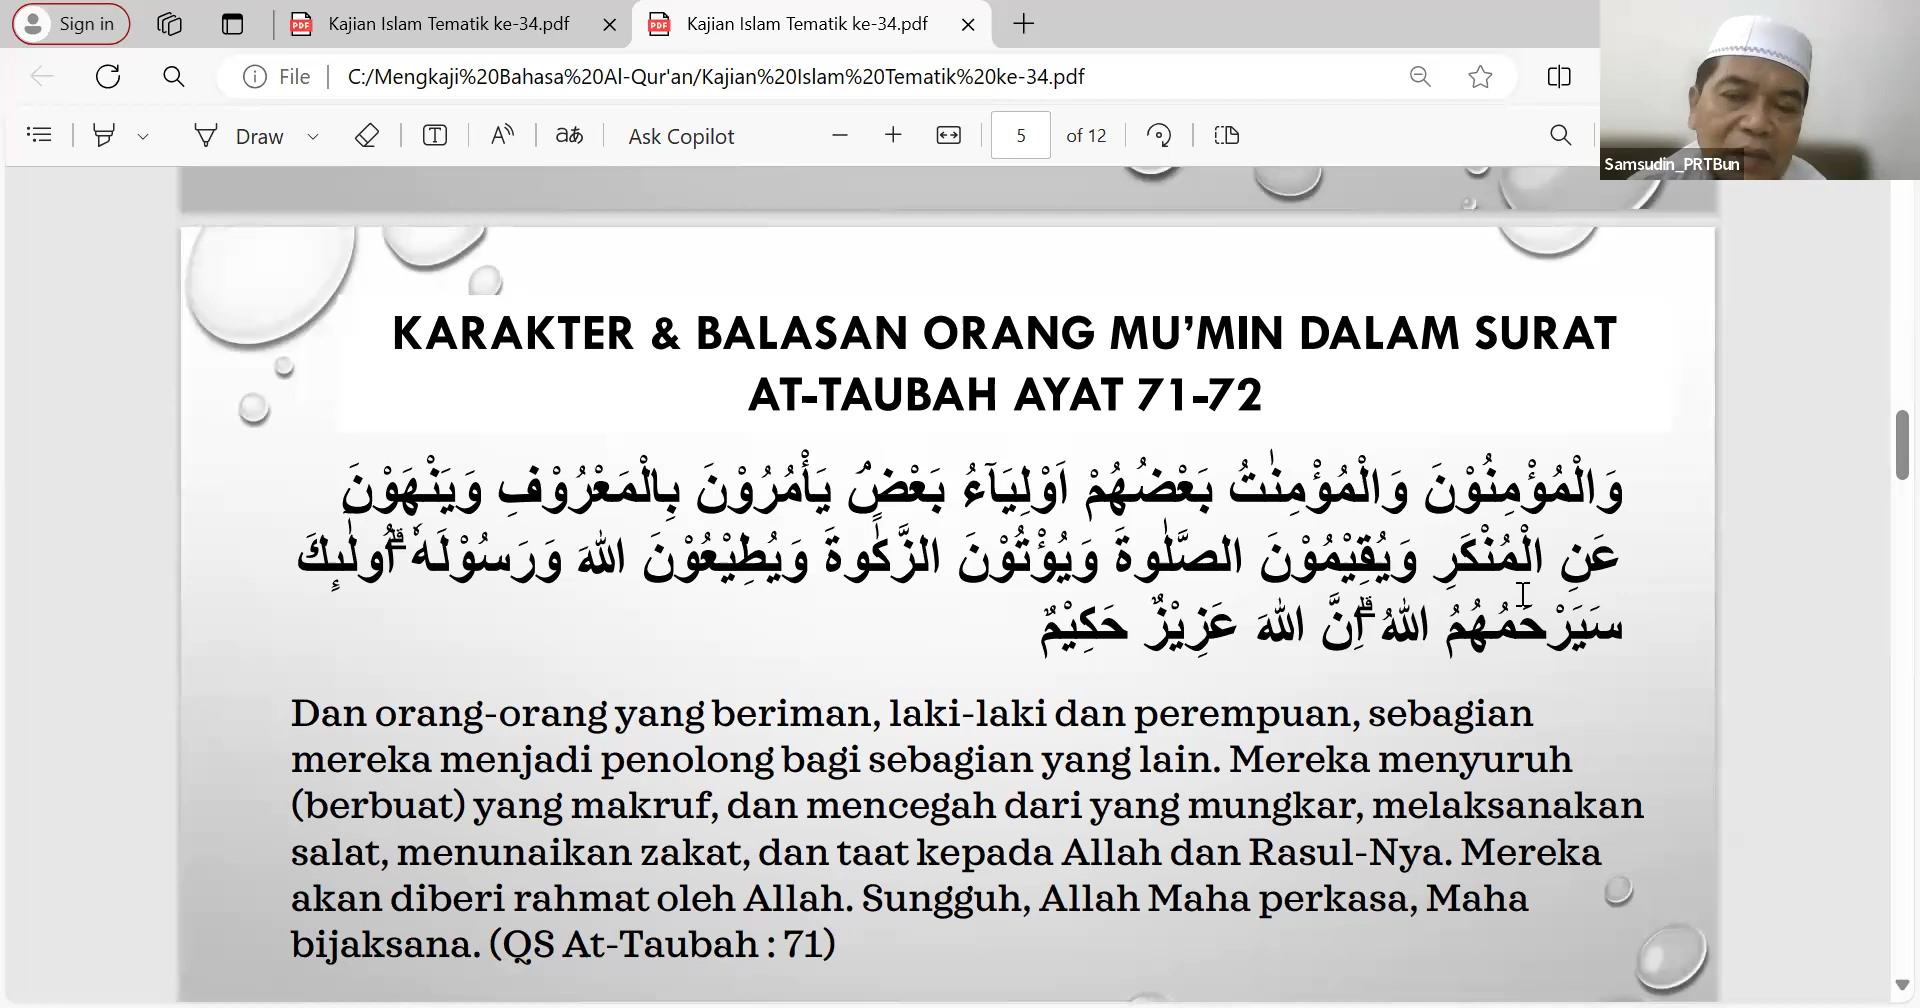 Sign in
Kajian Islam Tematik ke-34.pdf
Kajian Islam Tematik ke-34.pdf
File
C:/Mengkaji%20Bahasa%20Al-Qur'an/Kajian%20Islam%20Tematik%20ke-34.pdf
Draw
Ask Copilot
5 of 12
Samsudin_PRTBun
KARAKTER & BALASAN ORANG MU’MIN DALAM SURAT
AT-TAUBAH AYAT 71-72
وَالْمُؤْمِنُوْنَ وَالْمُؤْمِنٰتُ بَعْضُهُمْ اَوْلِيَاۤءُ بَعْضٍۘ يَأْمُرُوْنَ بِالْمَعْرُوْفِ وَيَنْهَوْنَ
عَنِ الْمُنْكَرِ وَيُقِيْمُوْنَ الصَّلٰوةَ وَيُؤْتُوْنَ الزَّكٰوةَ وَيُطِيْعُوْنَ اللّٰهَ وَرَسُوْلَهٗ ۗاُولٰۤىِٕكَ
سَيَرْحَمُهُمُ اللّٰهُ ۗاِنَّ اللّٰهَ عَزِيْزٌ حَكِيْمٌ
Dan orang-orang yang beriman, laki-laki dan perempuan, sebagian
mereka menjadi penolong bagi sebagian yang lain. Mereka menyuruh
(berbuat) yang makruf, dan mencegah dari yang mungkar, melaksanakan
salat, menunaikan zakat, dan taat kepada Allah dan Rasul-Nya. Mereka
akan diberi rahmat oleh Allah. Sungguh, Allah Maha perkasa, Maha
bijaksana. (QS At-Taubah : 71)